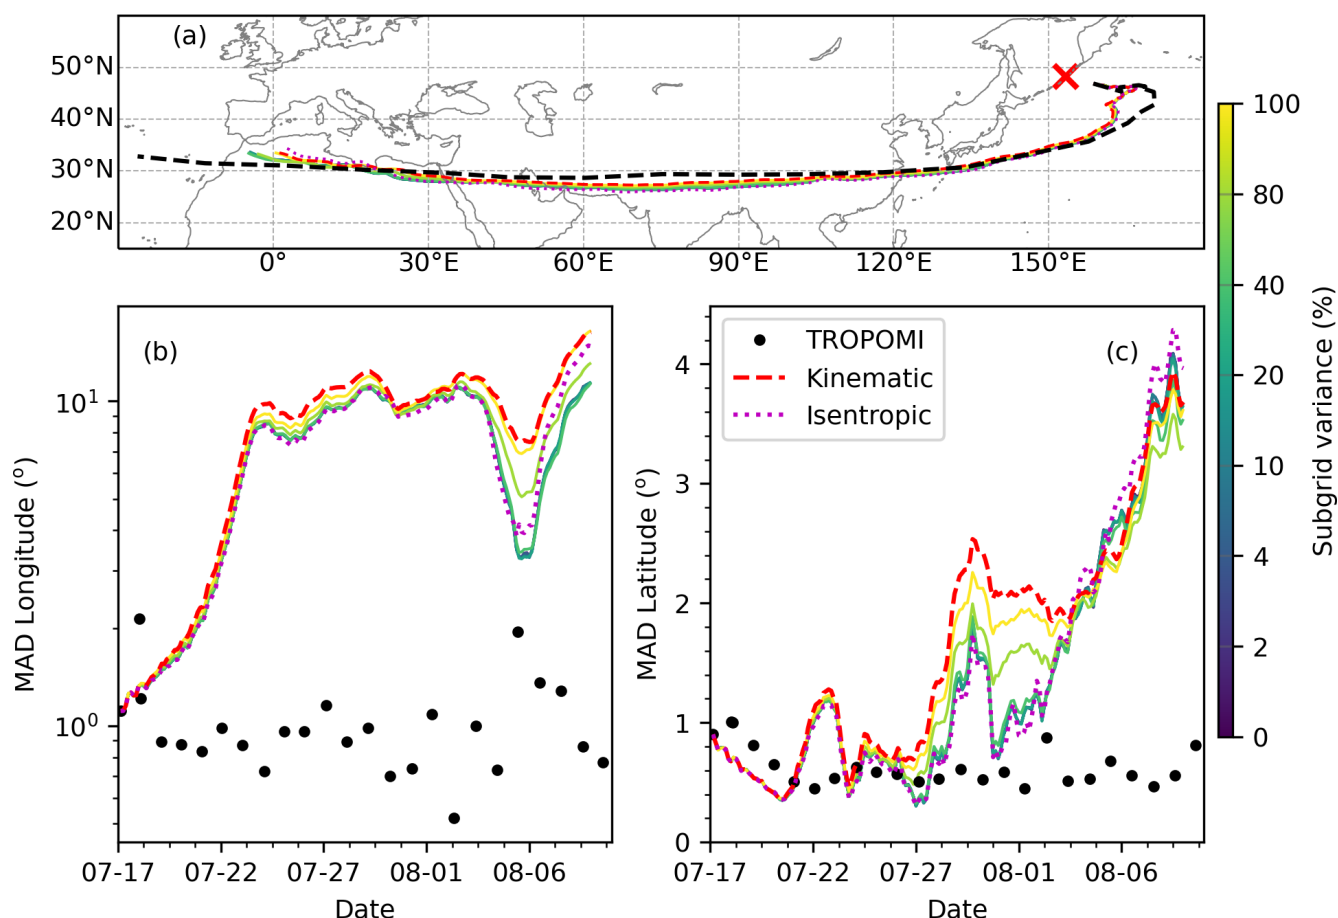 (a)
50°N
40°N
30°N
20°N
0°
30°E
60°E
90°E
120°E
150°E
100
80
40
20
10
4
2
0
Subgrid variance (%)
(b)
10¹
10⁰
MAD Longitude (°)
07-17
07-22
07-27
08-01
08-06
Date
(c)
TROPOMI
Kinematic
Isentropic
4
3
2
1
0
MAD Latitude (°)
07-17
07-22
07-27
08-01
08-06
Date